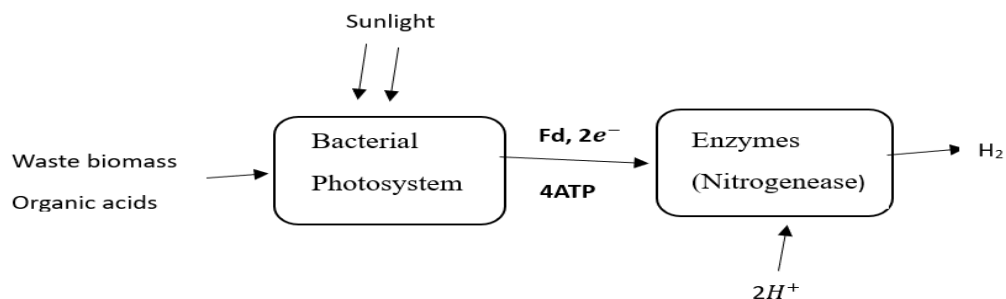 Sunlight
Waste biomass
Organic acids
Bacterial
Photosystem
Fd, 2e⁻
4ATP
Enzymes
(Nitrogenease)
H₂
2H⁺